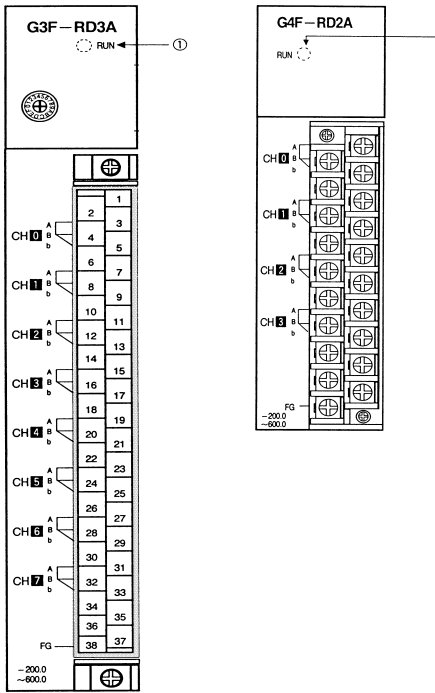 G3F-RD3A
RUN
①
0123456789ABCDEF
1
2
3
A
CH 0 B
b
4
5
6
7
A
CH 1 B
b
8
9
10
11
A
CH 2 B
b
12
13
14
15
A
CH 3 B
b
16
17
18
19
A
CH 4 B
b
20
21
22
23
A
CH 5 B
b
24
25
26
27
A
CH 6 B
b
28
29
30
31
A
CH 7 B
b
32
33
34
35
36
37
FG
38
-200.0
~600.0
G4F-RD2A
RUN
A
CH 0 B
b
A
CH 1 B
b
A
CH 2 B
b
A
CH 3 B
b
FG
-200.0
~600.0